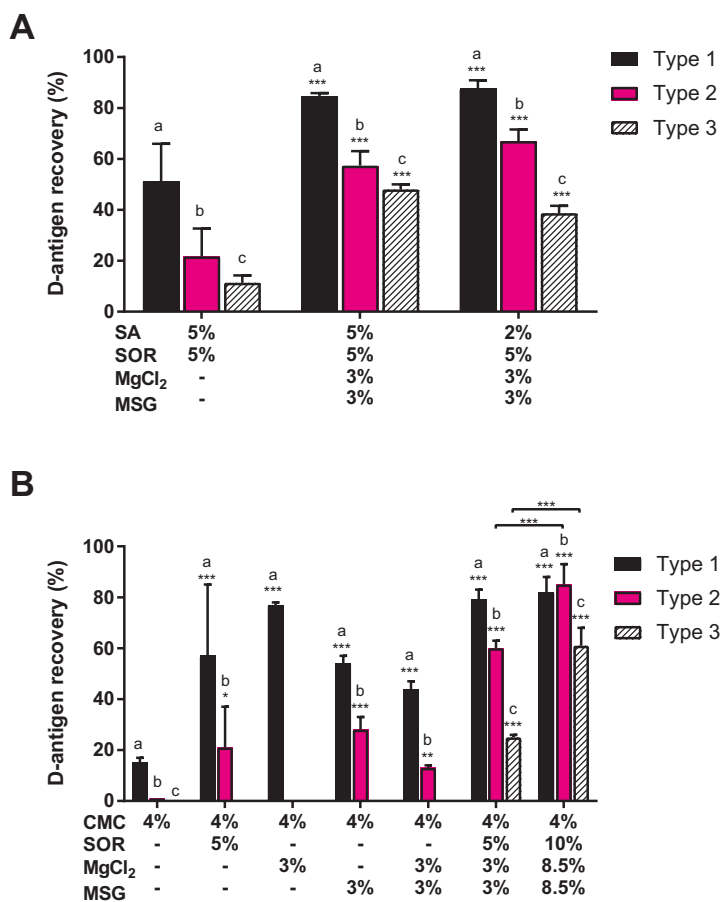 A
D-antigen recovery (%)
100
80
60
40
20
0
a
b
c
a
***
b
***
c
***
a
***
b
***
c
***
Type 1
Type 2
Type 3
SA 5% 5% 2%
SOR 5% 5% 5%
MgCl2 - 3% 3%
MSG - 3% 3%
B
D-antigen recovery (%)
100
80
60
40
20
0
a
b
c
a
***
b
*
a
***
a
***
b
***
a
***
b
**
a
***
b
***
c
***
a
***
b
***
c
***
***
***
Type 1
Type 2
Type 3
CMC 4% 4% 4% 4% 4% 4% 4%
SOR - 5% - - - 5% 10%
MgCl2 - - 3% - 3% 3% 8.5%
MSG - - - 3% 3% 3% 8.5%